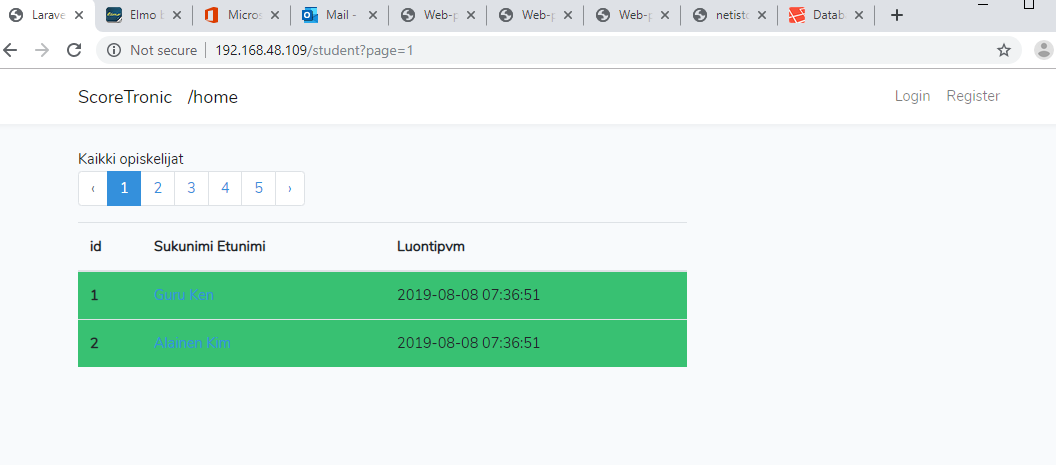 Larave Elmo Micros Mail - Web-p Web-p Web-p netist Datab
Not secure 192.168.48.109/student?page=1
ScoreTronic /home Login Register
Kaikki opiskelijat
‹ 1 2 3 4 5 ›
id Sukunimi Etunimi Luontipvm
1 Guru Ken 2019-08-08 07:36:51
2 Alainen Kim 2019-08-08 07:36:51